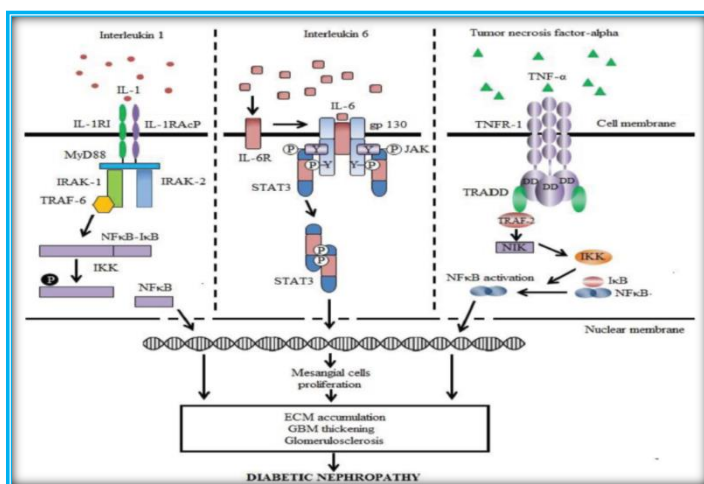 Interleukin 1
IL-1
IL-1RI
IL-1RAcP
MyD88
IRAK-1
IRAK-2
TRAF-6
NFκB-IκB
IKK
P
NFκB
Interleukin 6
IL-6
gp 130
IL-6R
P
Y
Y
P
JAK
P
Y
Y
P
STAT3
P
P
STAT3
Tumor necrosis factor-alpha
TNF-α
TNFR-1
Cell membrane
DD
DD
DD
TRADD
TRAF-2
NIK
IKK
NFκB activation
IκB
NFκB-
Nuclear membrane
Mesangial cells
proliferation
ECM accumulation
GBM thickening
Glomerulosclerosis
DIABETIC NEPHROPATHY